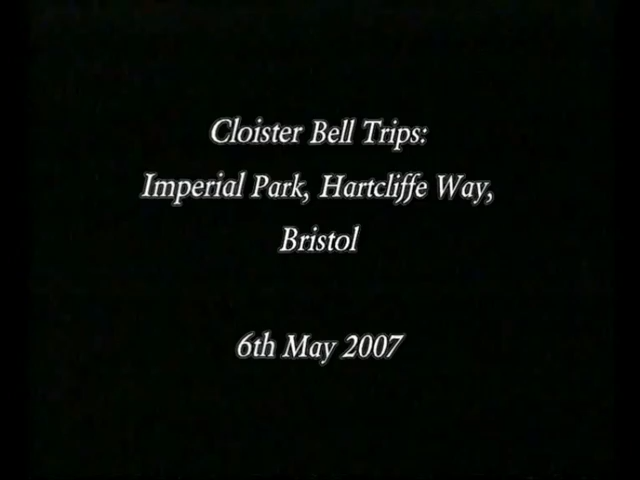 Cloister Bell Trips:
Imperial Park, Hartcliffe Way,
Bristol
6th May 2007